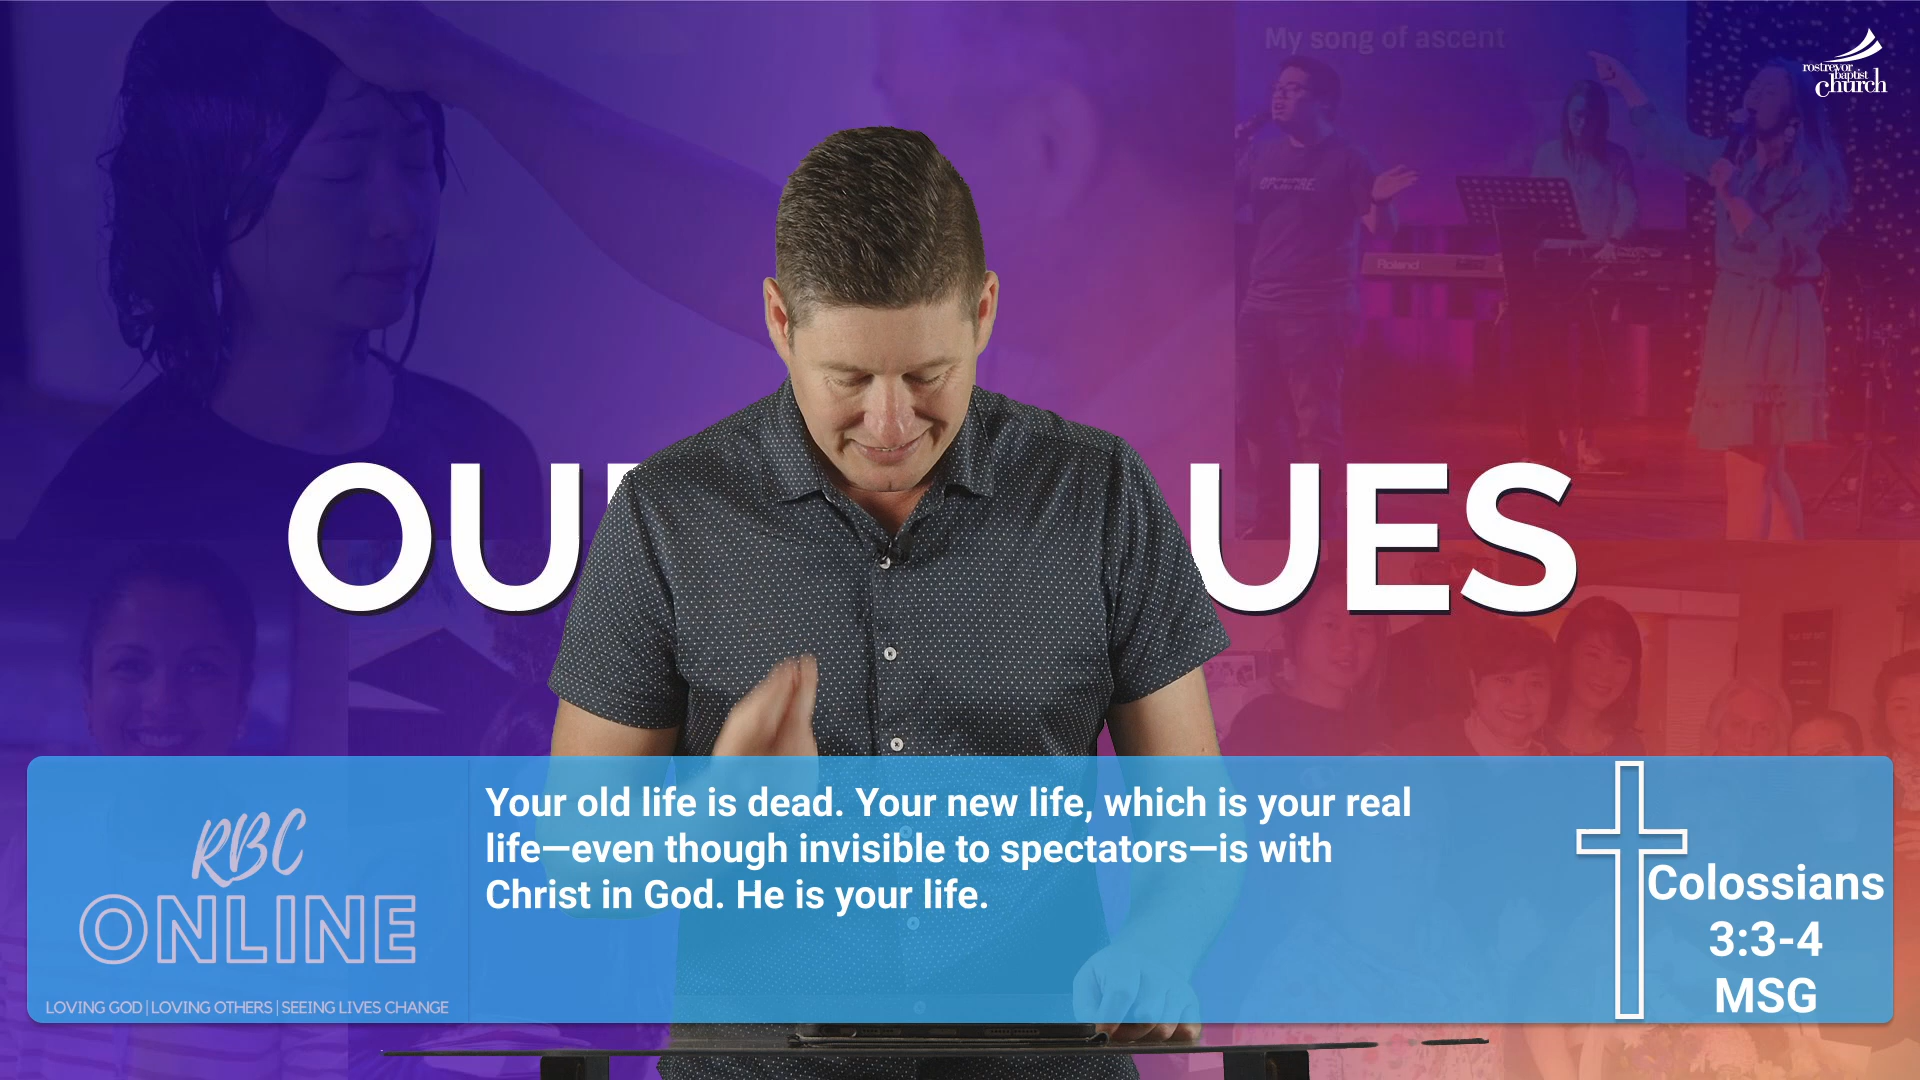 My song of ascent
rostrevor
baptist
church
OPENFIRE
Roland
OU UES
RBC
ONLINE
LOVING GOD | LOVING OTHERS | SEEING LIVES CHANGE
Your old life is dead. Your new life, which is your real
life—even though invisible to spectators—is with
Christ in God. He is your life.
Colossians
3:3-4
MSG